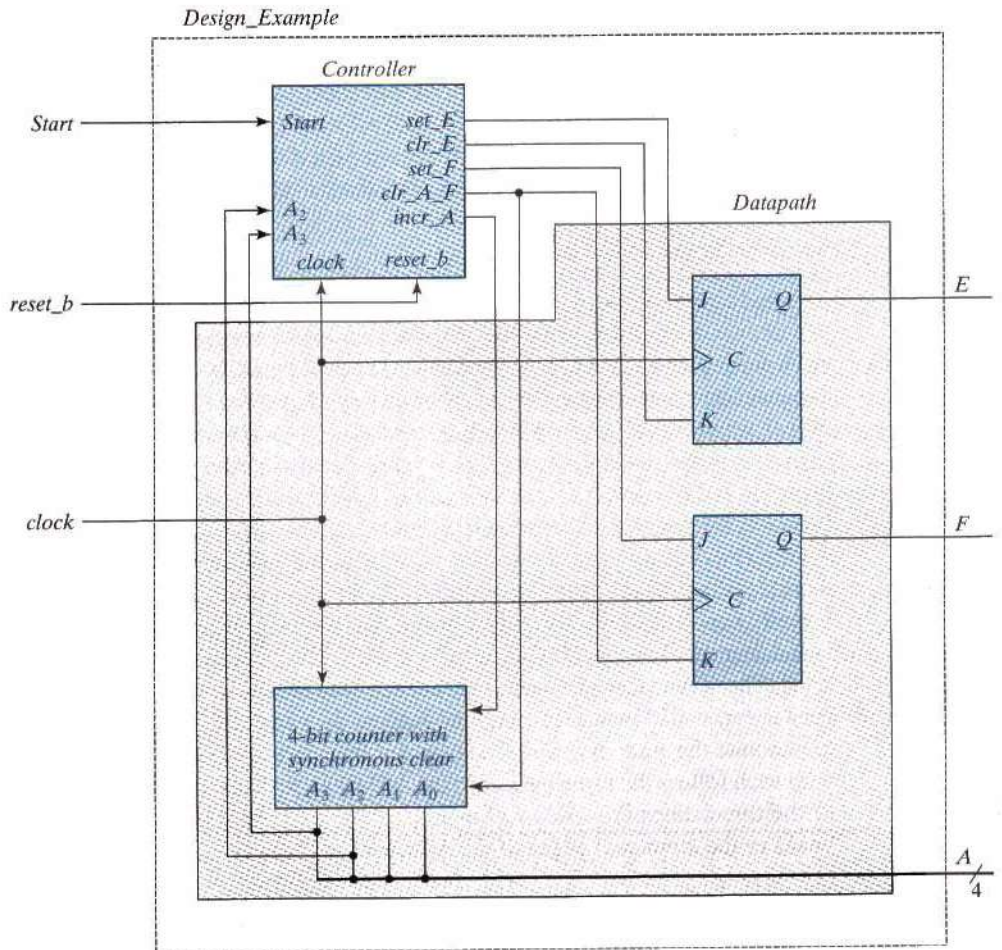 Design_Example
Controller
Start
Start
set_E
clr_E
set_F
clr_A_F
incr_A
A2
A3
clock
reset_b
reset_b
Datapath
J
Q
E
C
K
clock
J
Q
F
C
K
4-bit counter with
synchronous clear
A3 A2 A1 A0
A
4